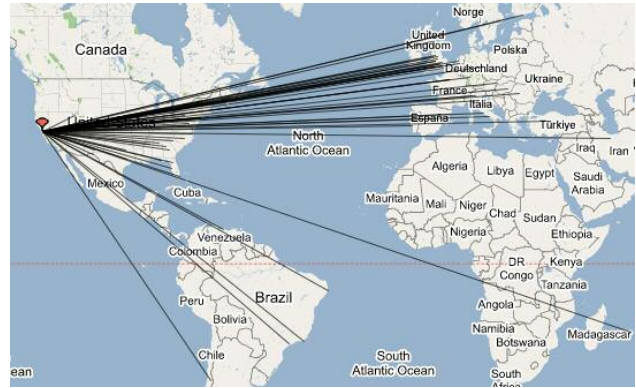 Norge
Canada
United
Kingdom
Polska
Deutschland
Ukraine
France
Italia
United States
España
Türkiye
North
Atlantic Ocean
Iraq
Iran
Algeria
Libya
Egypt
Saudi
Arabia
Mexico
Cuba
Mauritania
Mali
Niger
Chad
Sudan
Nigeria
Ethiopia
Venezuela
Colombia
DR
Congo
Kenya
Tanzania
Peru
Brazil
Bolivia
Angola
Namibia
Botswana
Madagascar
Chile
South
Atlantic Ocean
South
Africa
ean